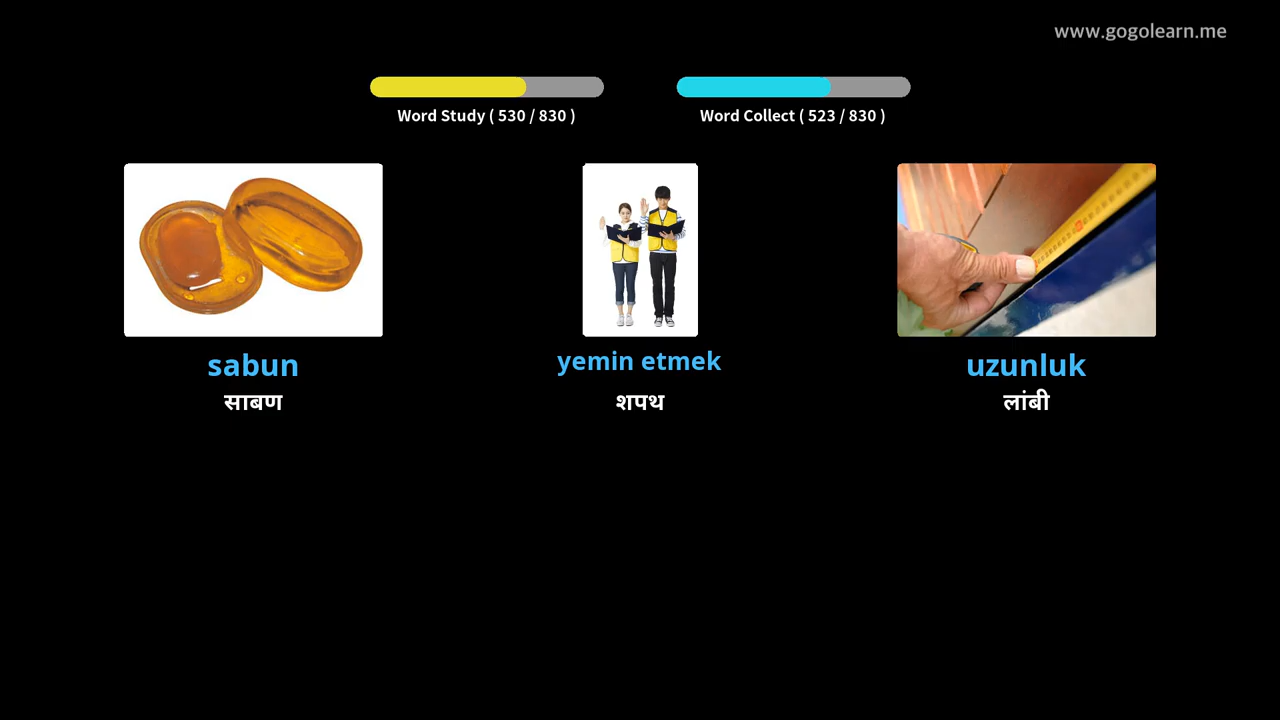 www.gogolearn.me
Word Study ( 530 / 830 )
Word Collect ( 523 / 830 )
sabun
yemin etmek
uzunluk
साबण
शपथ
लांबी